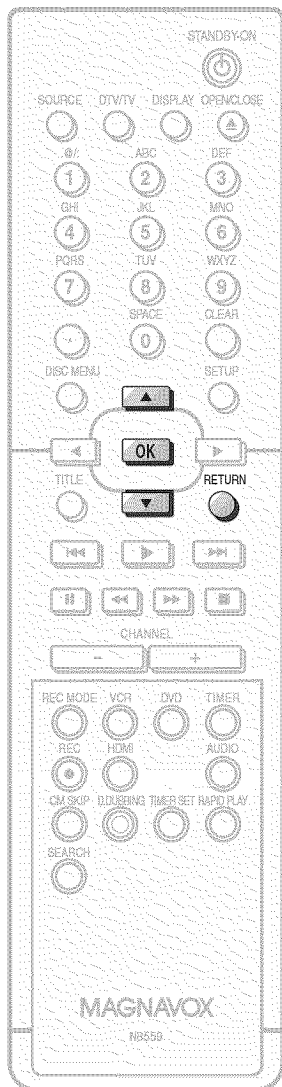 STANDBY-ON
SOURCE DTV/TV DISPLAY OPEN/CLOSE
.@/: ABC DEF
1 2 3
GHI JKL MNO
4 5 6
PQRS TUV WXYZ
7 8 9
SPACE CLEAR
0
DISC MENU SETUP
OK
TITLE RETURN
CHANNEL
- +
REC MODE VCR DVD TIMER
REC HDMI AUDIO
CM SKIP D.DUBBING TIMER SET RAPID PLAY
SEARCH
MAGNAVOX
NB559